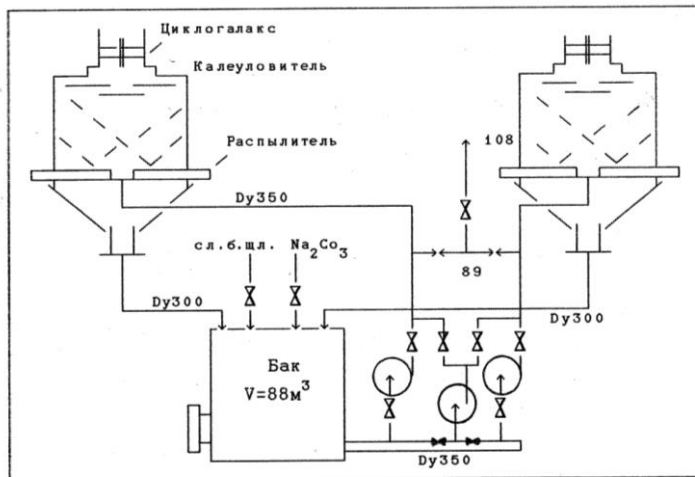 Циклогалакс
Калеуловитель
Распылитель
108
Dy350
сл.б.щл. Na₂Co₃
89
Dy300
Dy300
Бак
V=88м³
Dy350